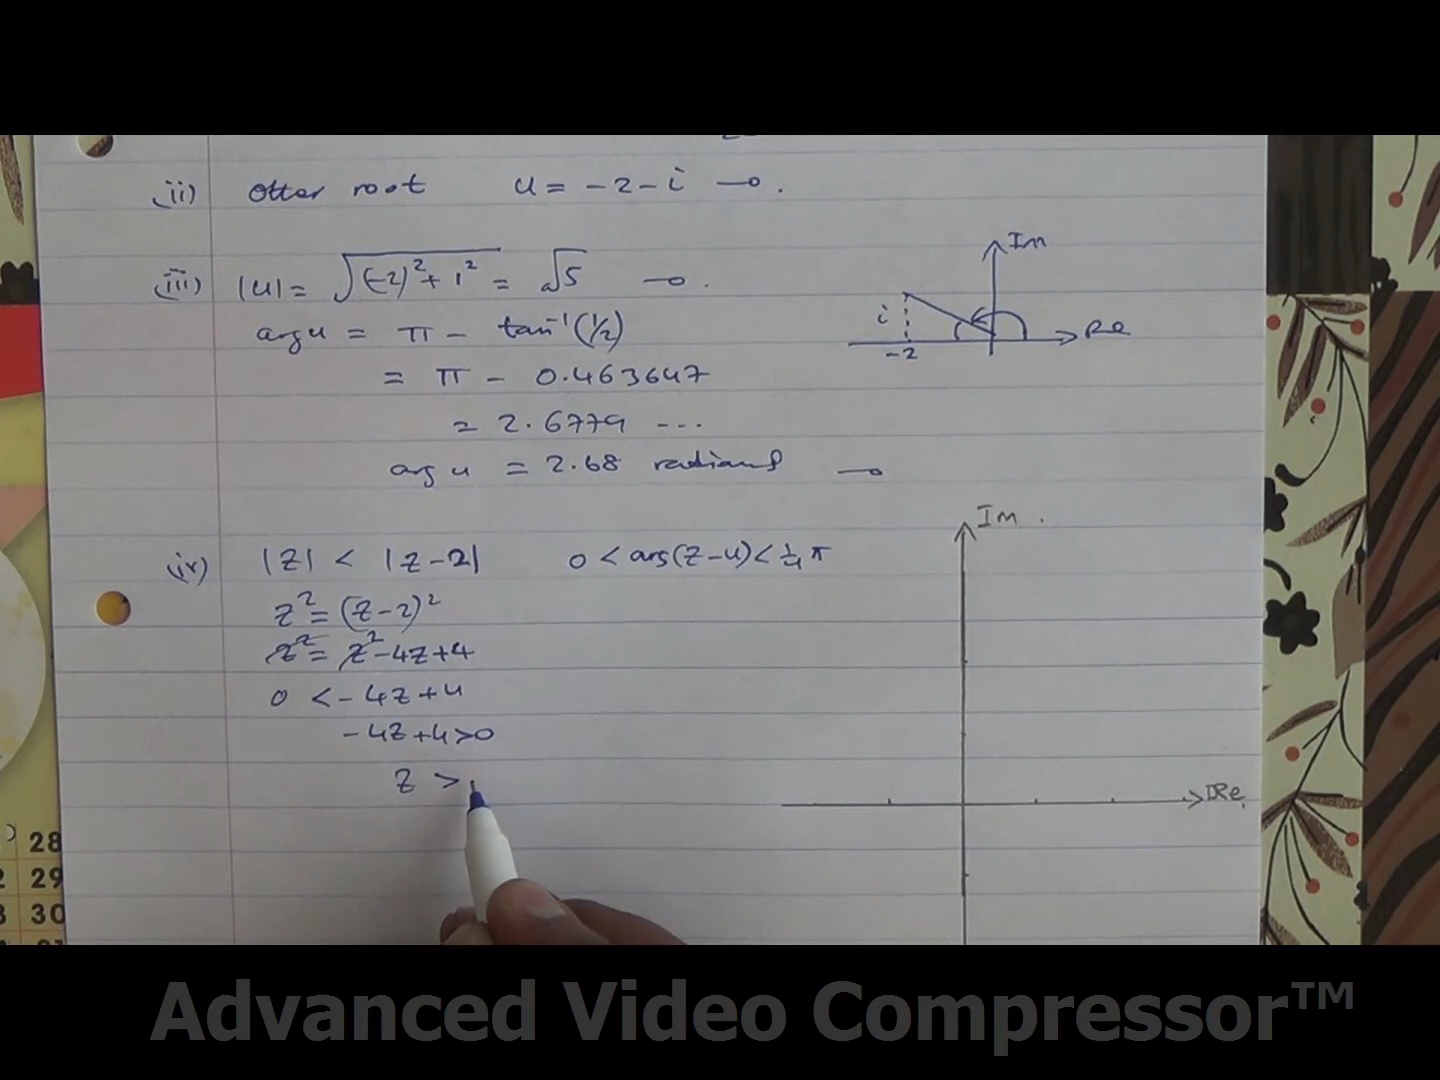 (ii) Other root u = -2-i
(iii) |u| = √((-2)²+1²) = √5
arg u = π - tan⁻¹(1/2)
= π - 0.463647
= 2.6779 ...
arg u = 2.68 radians
Im
i
-2
Re
(iv) |z| < |z-2| 0 < arg(z-u) < 1/4 π
z² = (z-2)²
z² = z²-4z+4
0 < -4z+4
-4z+4>0
z >
Im .
Re
28
29
30
Advanced Video Compressor™